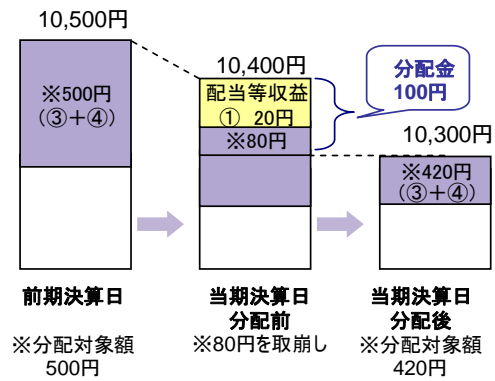 10,500円
※500円
（③＋④）
10,400円
配当等収益
① 20円
※80円
分配金
100円
10,300円
※420円
（③＋④）
前期決算日
※分配対象額
500円
当期決算日
分配前
※80円を取崩し
当期決算日
分配後
※分配対象額
420円